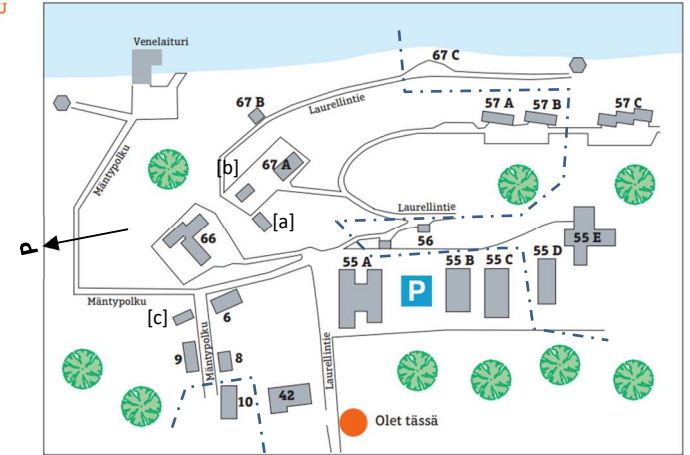 U
Venelaituri
67 C
67 B
Laurellintie
57 A
57 B
57 C
Mäntypolku
[b]
67 A
[a]
Laurellintie
66
56
55 E
P
55 A
P
55 B
55 C
55 D
Mäntypolku
[c]
6
Mäntypolku
9
8
Laurellintie
10
42
Olet tässä